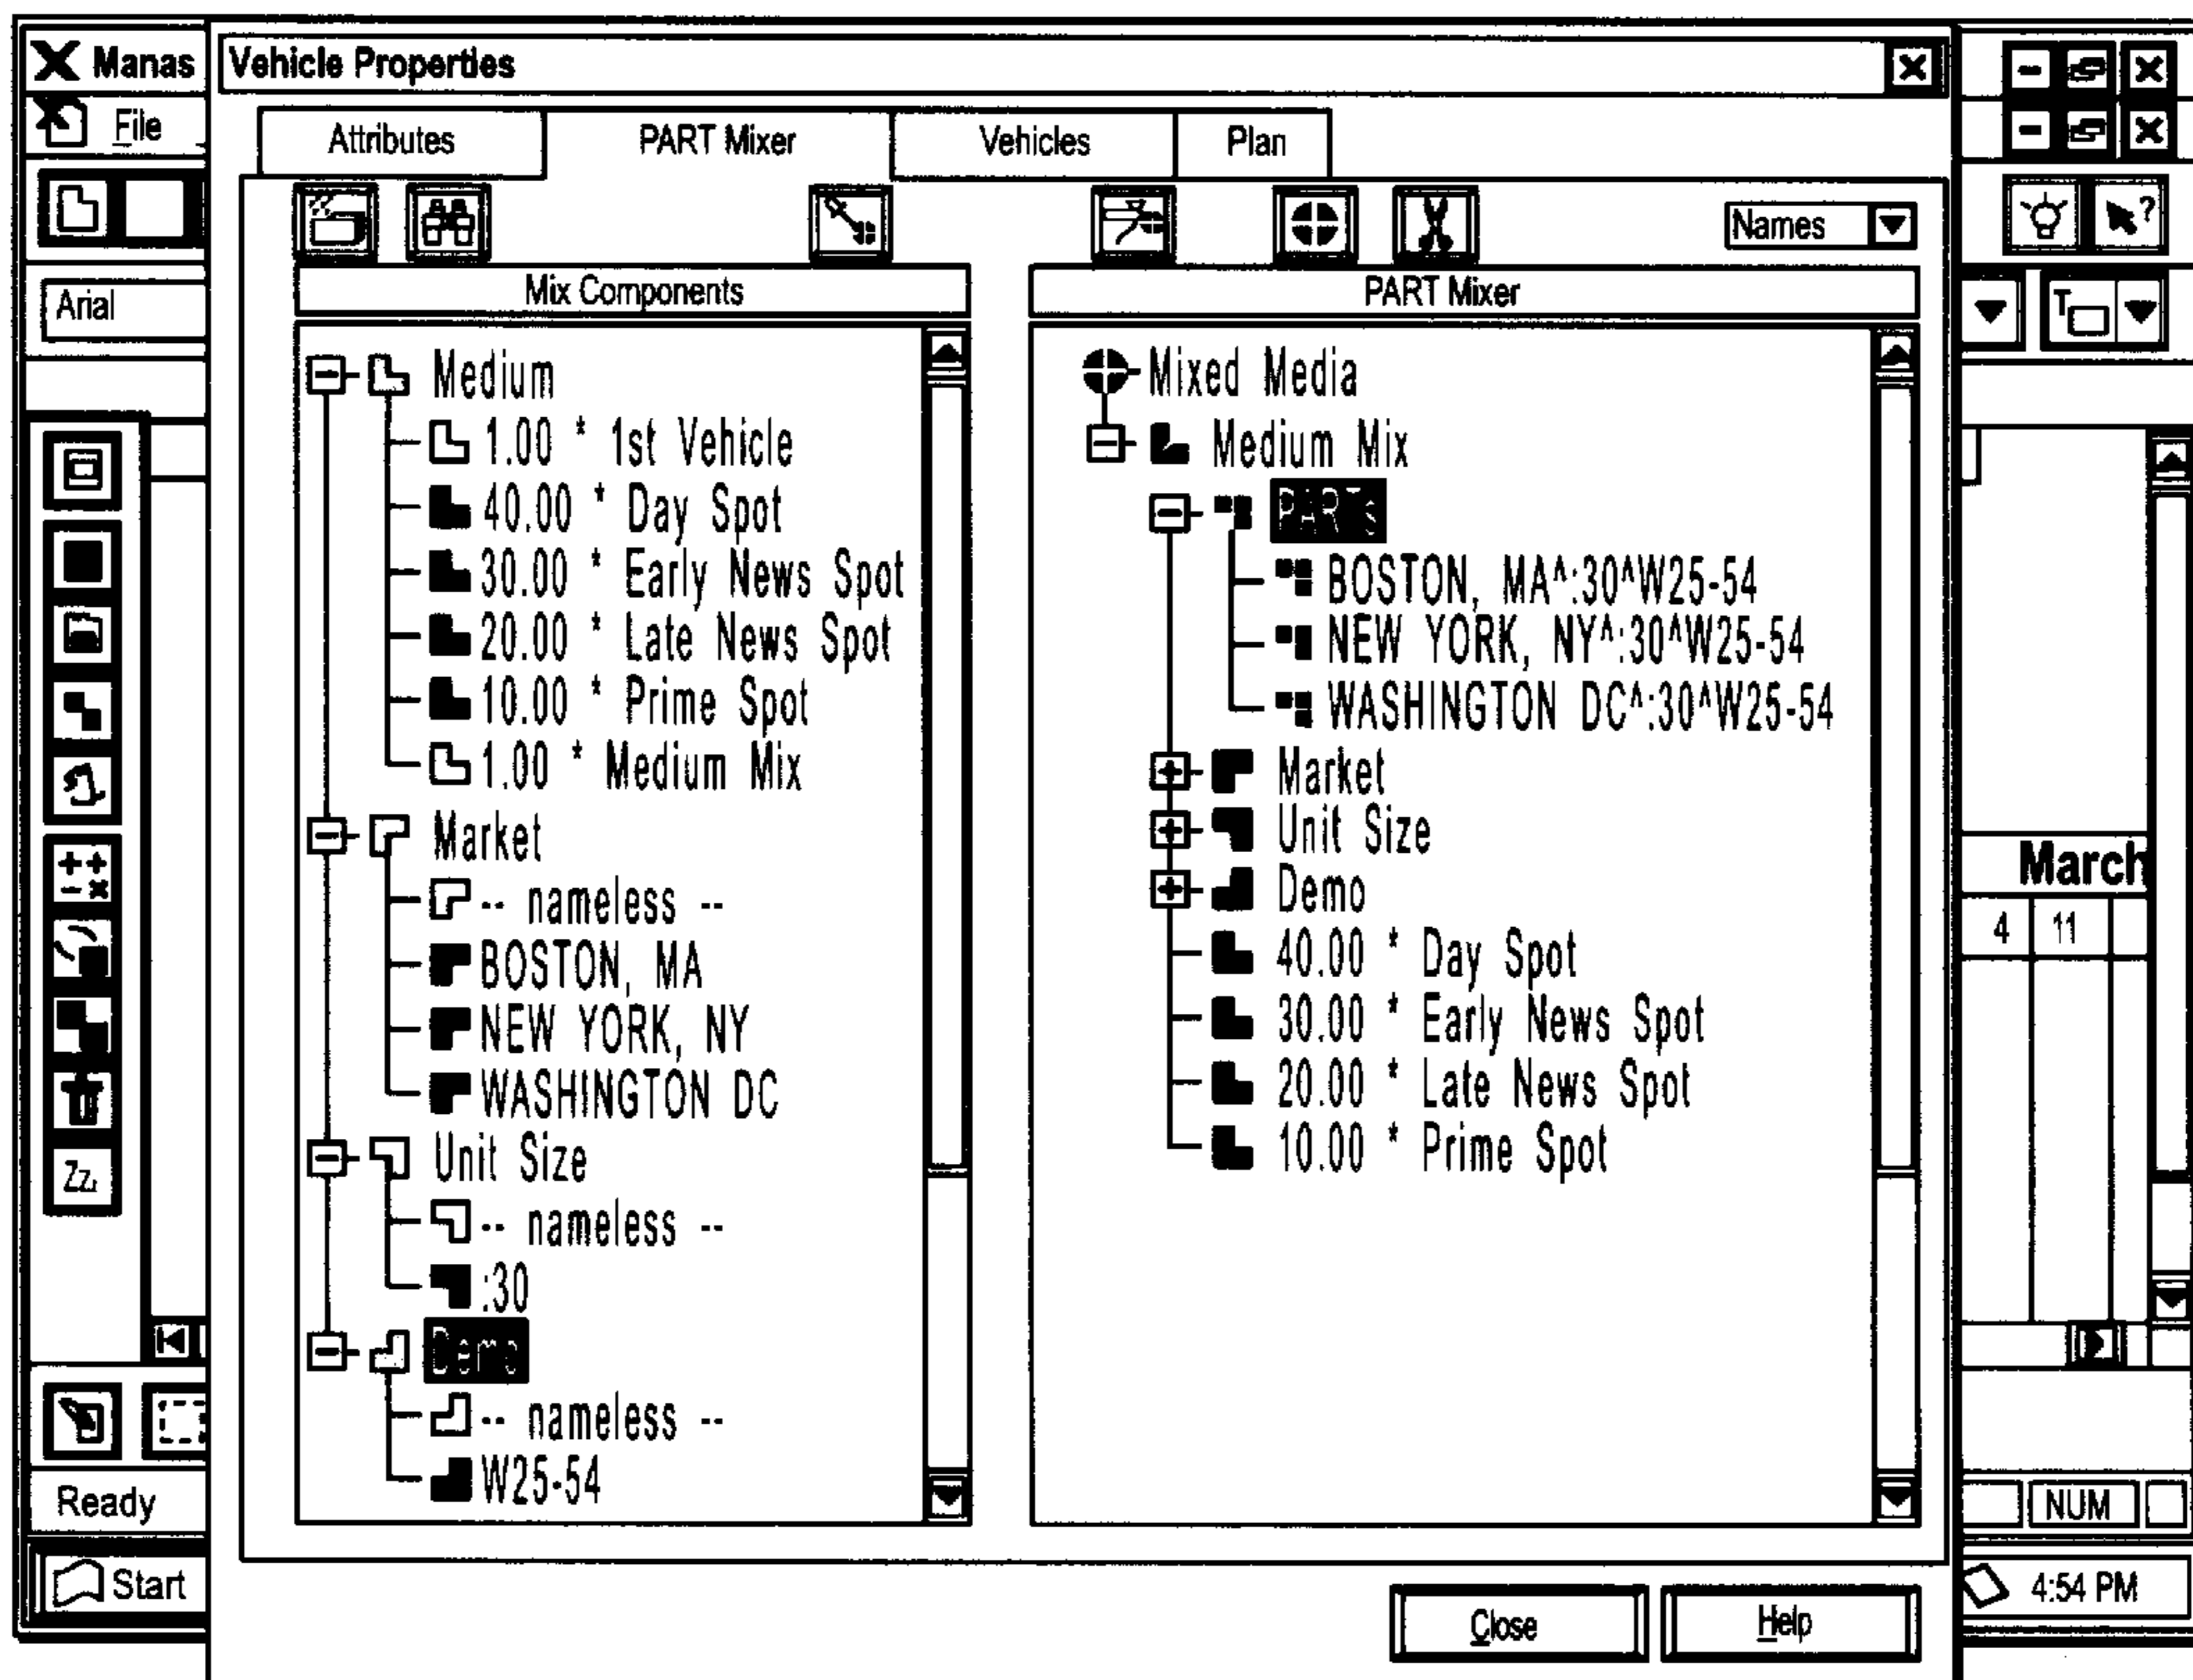 Manas
Vehicle Properties
File
Attributes
PART Mixer
Vehicles
Plan
Names
?
Arial
Mix Components
PART Mixer
T
Medium
1.00 * 1st Vehicle
40.00 * Day Spot
30.00 * Early News Spot
20.00 * Late News Spot
10.00 * Prime Spot
1.00 * Medium Mix
Market
-- nameless --
BOSTON, MA
NEW YORK, NY
WASHINGTON DC
Unit Size
-- nameless --
:30
Demo
-- nameless --
W25-54
Mixed Media
Medium Mix
PARTs
BOSTON, MA^:30^W25-54
NEW YORK, NY^:30^W25-54
WASHINGTON DC^:30^W25-54
Market
Unit Size
Demo
40.00 * Day Spot
30.00 * Early News Spot
20.00 * Late News Spot
10.00 * Prime Spot
March
4 11
Zz
Ready
NUM
Start
4:54 PM
Close
Help